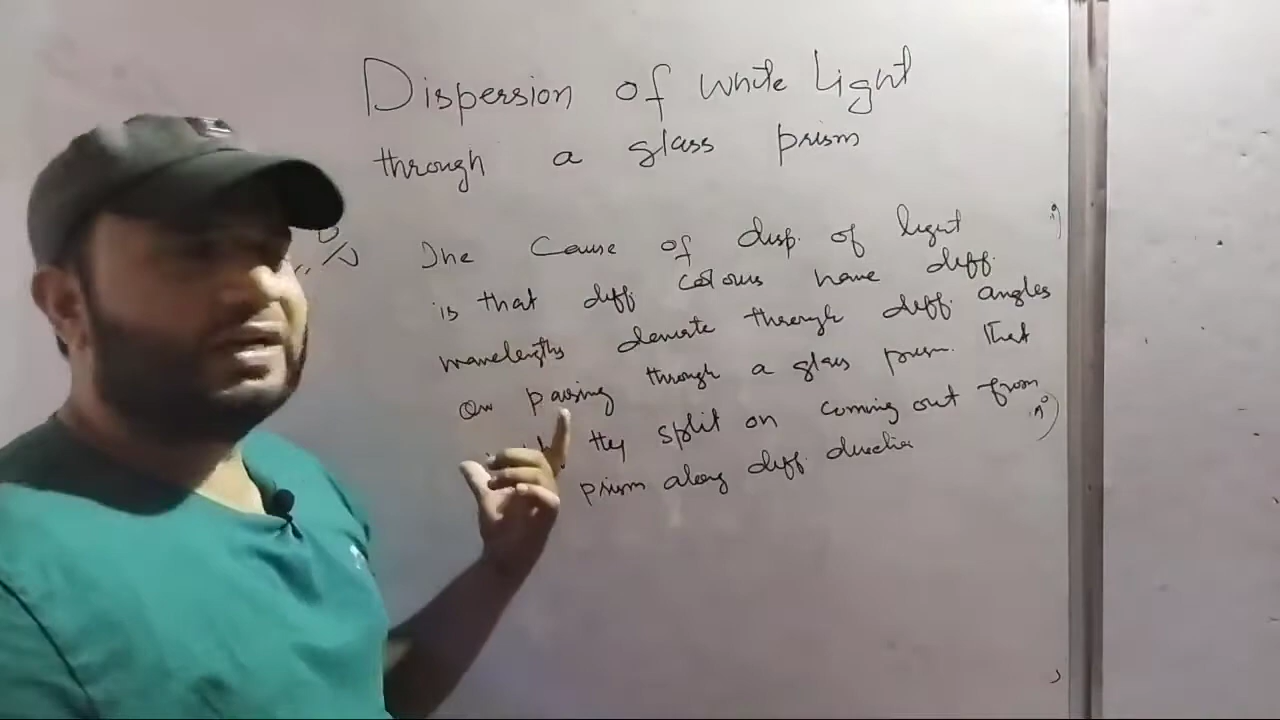 Dispersion of white Light
through a glass prism
The Cause of disp. of light
is that diff. colours have diff.
wavelengths deviate through diff. angles
on passing through a glass prism. That
they split on coming out from
prism along diff. direction